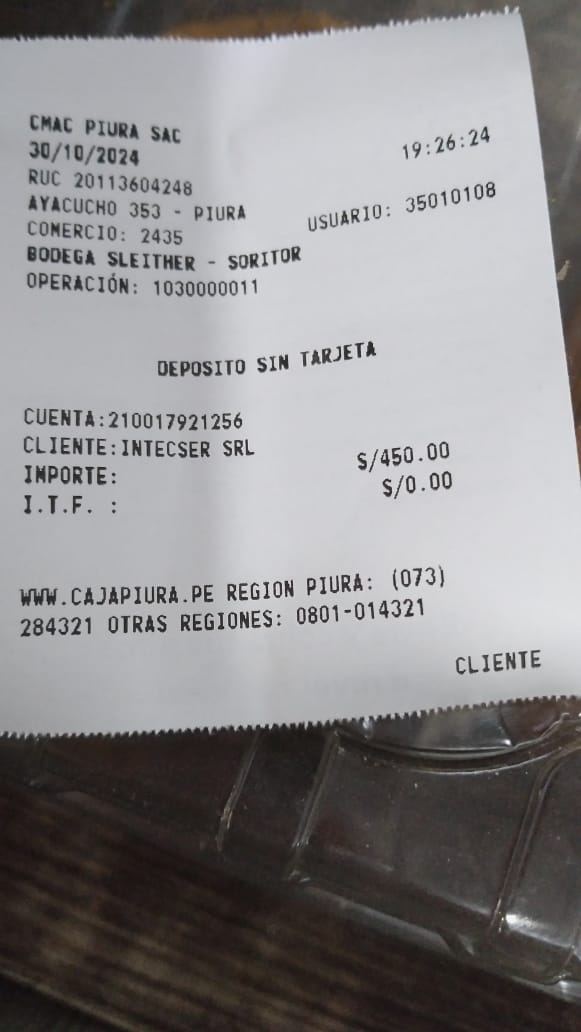 CMAC PIURA SAC
30/10/2024 19:26:24
RUC 20113604248
AYACUCHO 353 - PIURA
COMERCIO: 2435 USUARIO: 35010108
BODEGA SLEITHER - SORITOR
OPERACIÓN: 1030000011
DEPOSITO SIN TARJETA
CUENTA:210017921256
CLIENTE:INTECSER SRL
IMPORTE: S/450.00
I.T.F. : S/0.00
WWW.CAJAPIURA.PE REGION PIURA: (073)
284321 OTRAS REGIONES: 0801-014321
CLIENTE